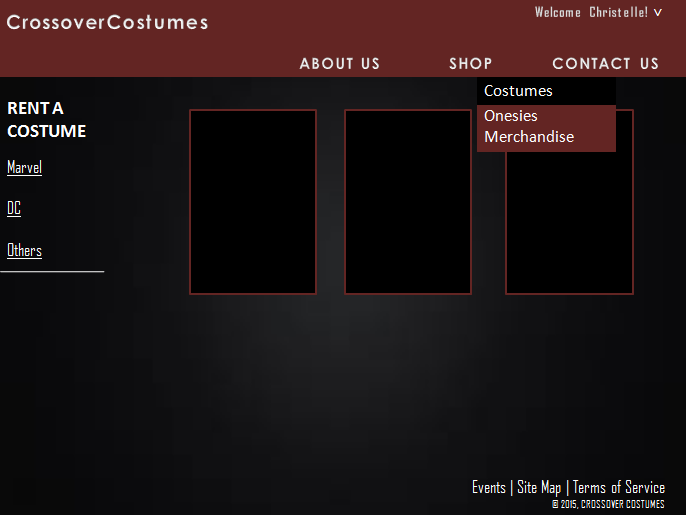 CrossoverCostumes
Welcome Christelle! v
ABOUT US SHOP CONTACT US
Costumes
Onesies
Merchandise
RENT A
COSTUME
Marvel
DC
Others
Events | Site Map | Terms of Service
© 2015, CROSSOVER COSTUMES